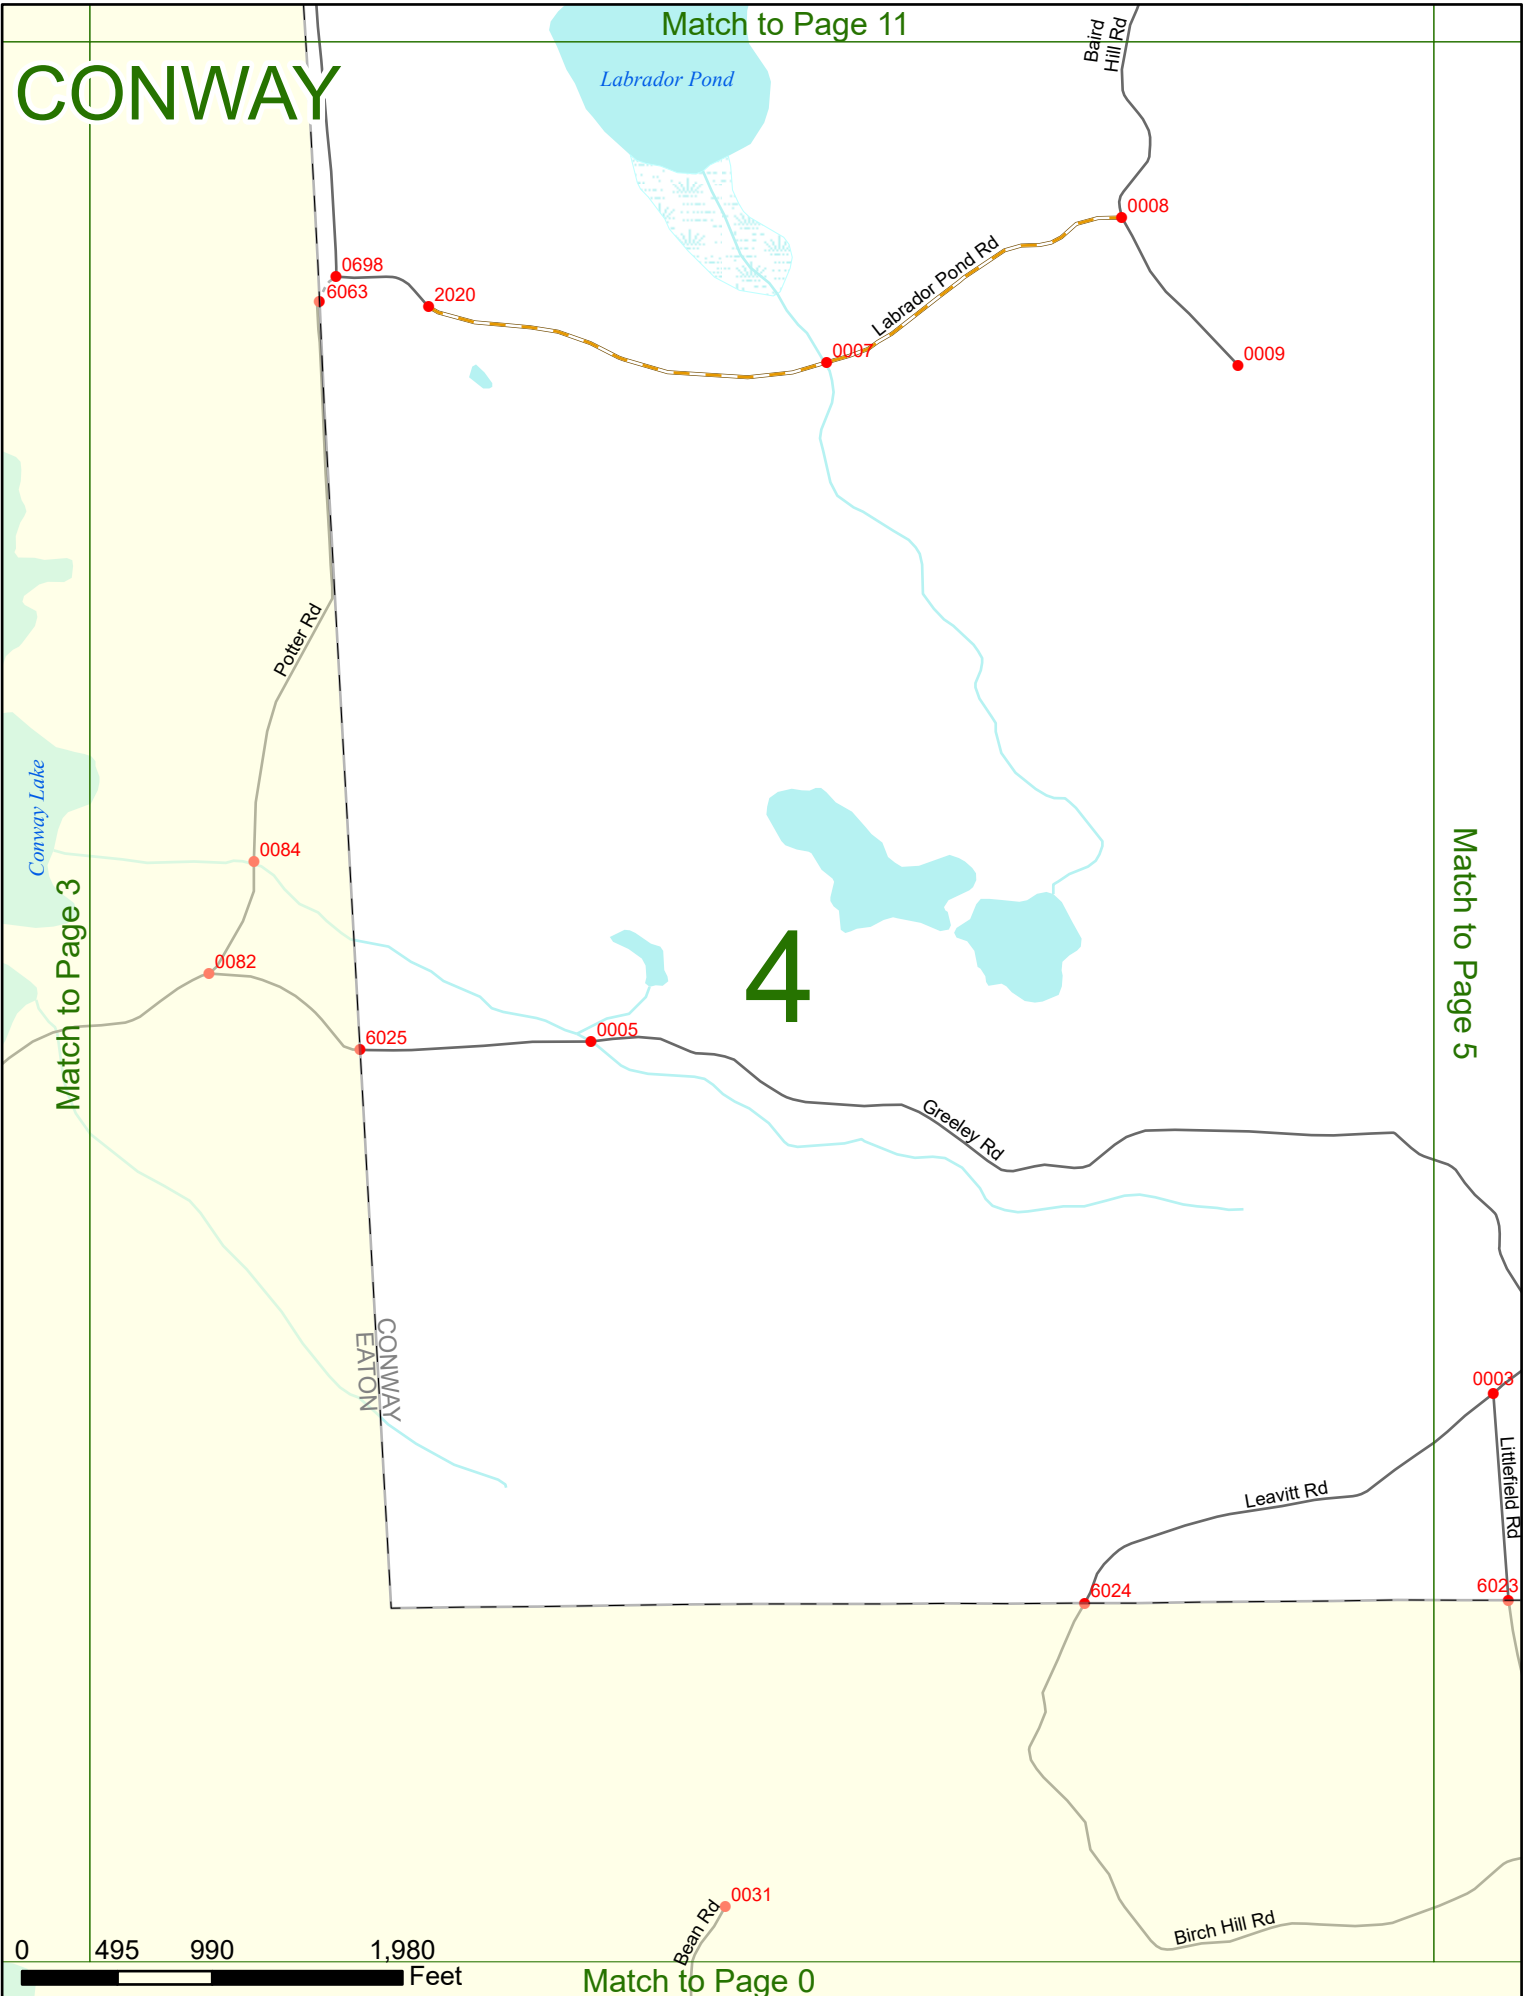 Match to Page 11
CONWAY
Labrador Pond
Baird
Hill Rd
0008
0698
6063
2020
Labrador Pond Rd
0007
0009
Potter Rd
Conway Lake
0084
Match to Page 3
0082
4
Match to Page 5
6025
0005
Greeley Rd
CONWAY
EATON
0003
Littlefield Rd
Leavitt Rd
6024
6023
0031
Bean Rd
Birch Hill Rd
0 495 990 1,980
Feet
Match to Page 0